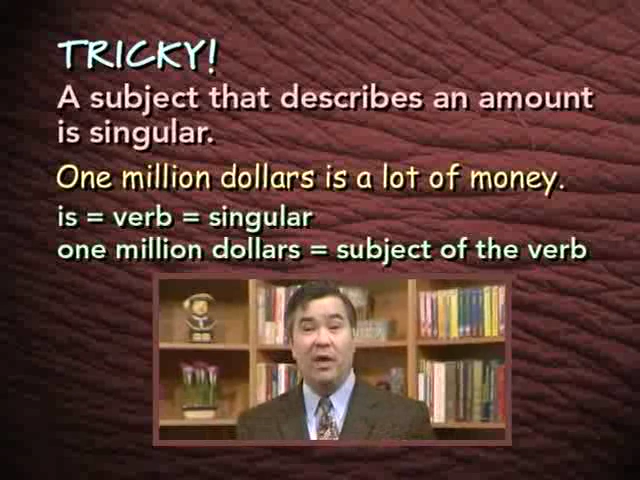 TRICKY!
A subject that describes an amount
is singular.
One million dollars is a lot of money.
is = verb = singular
one million dollars = subject of the verb